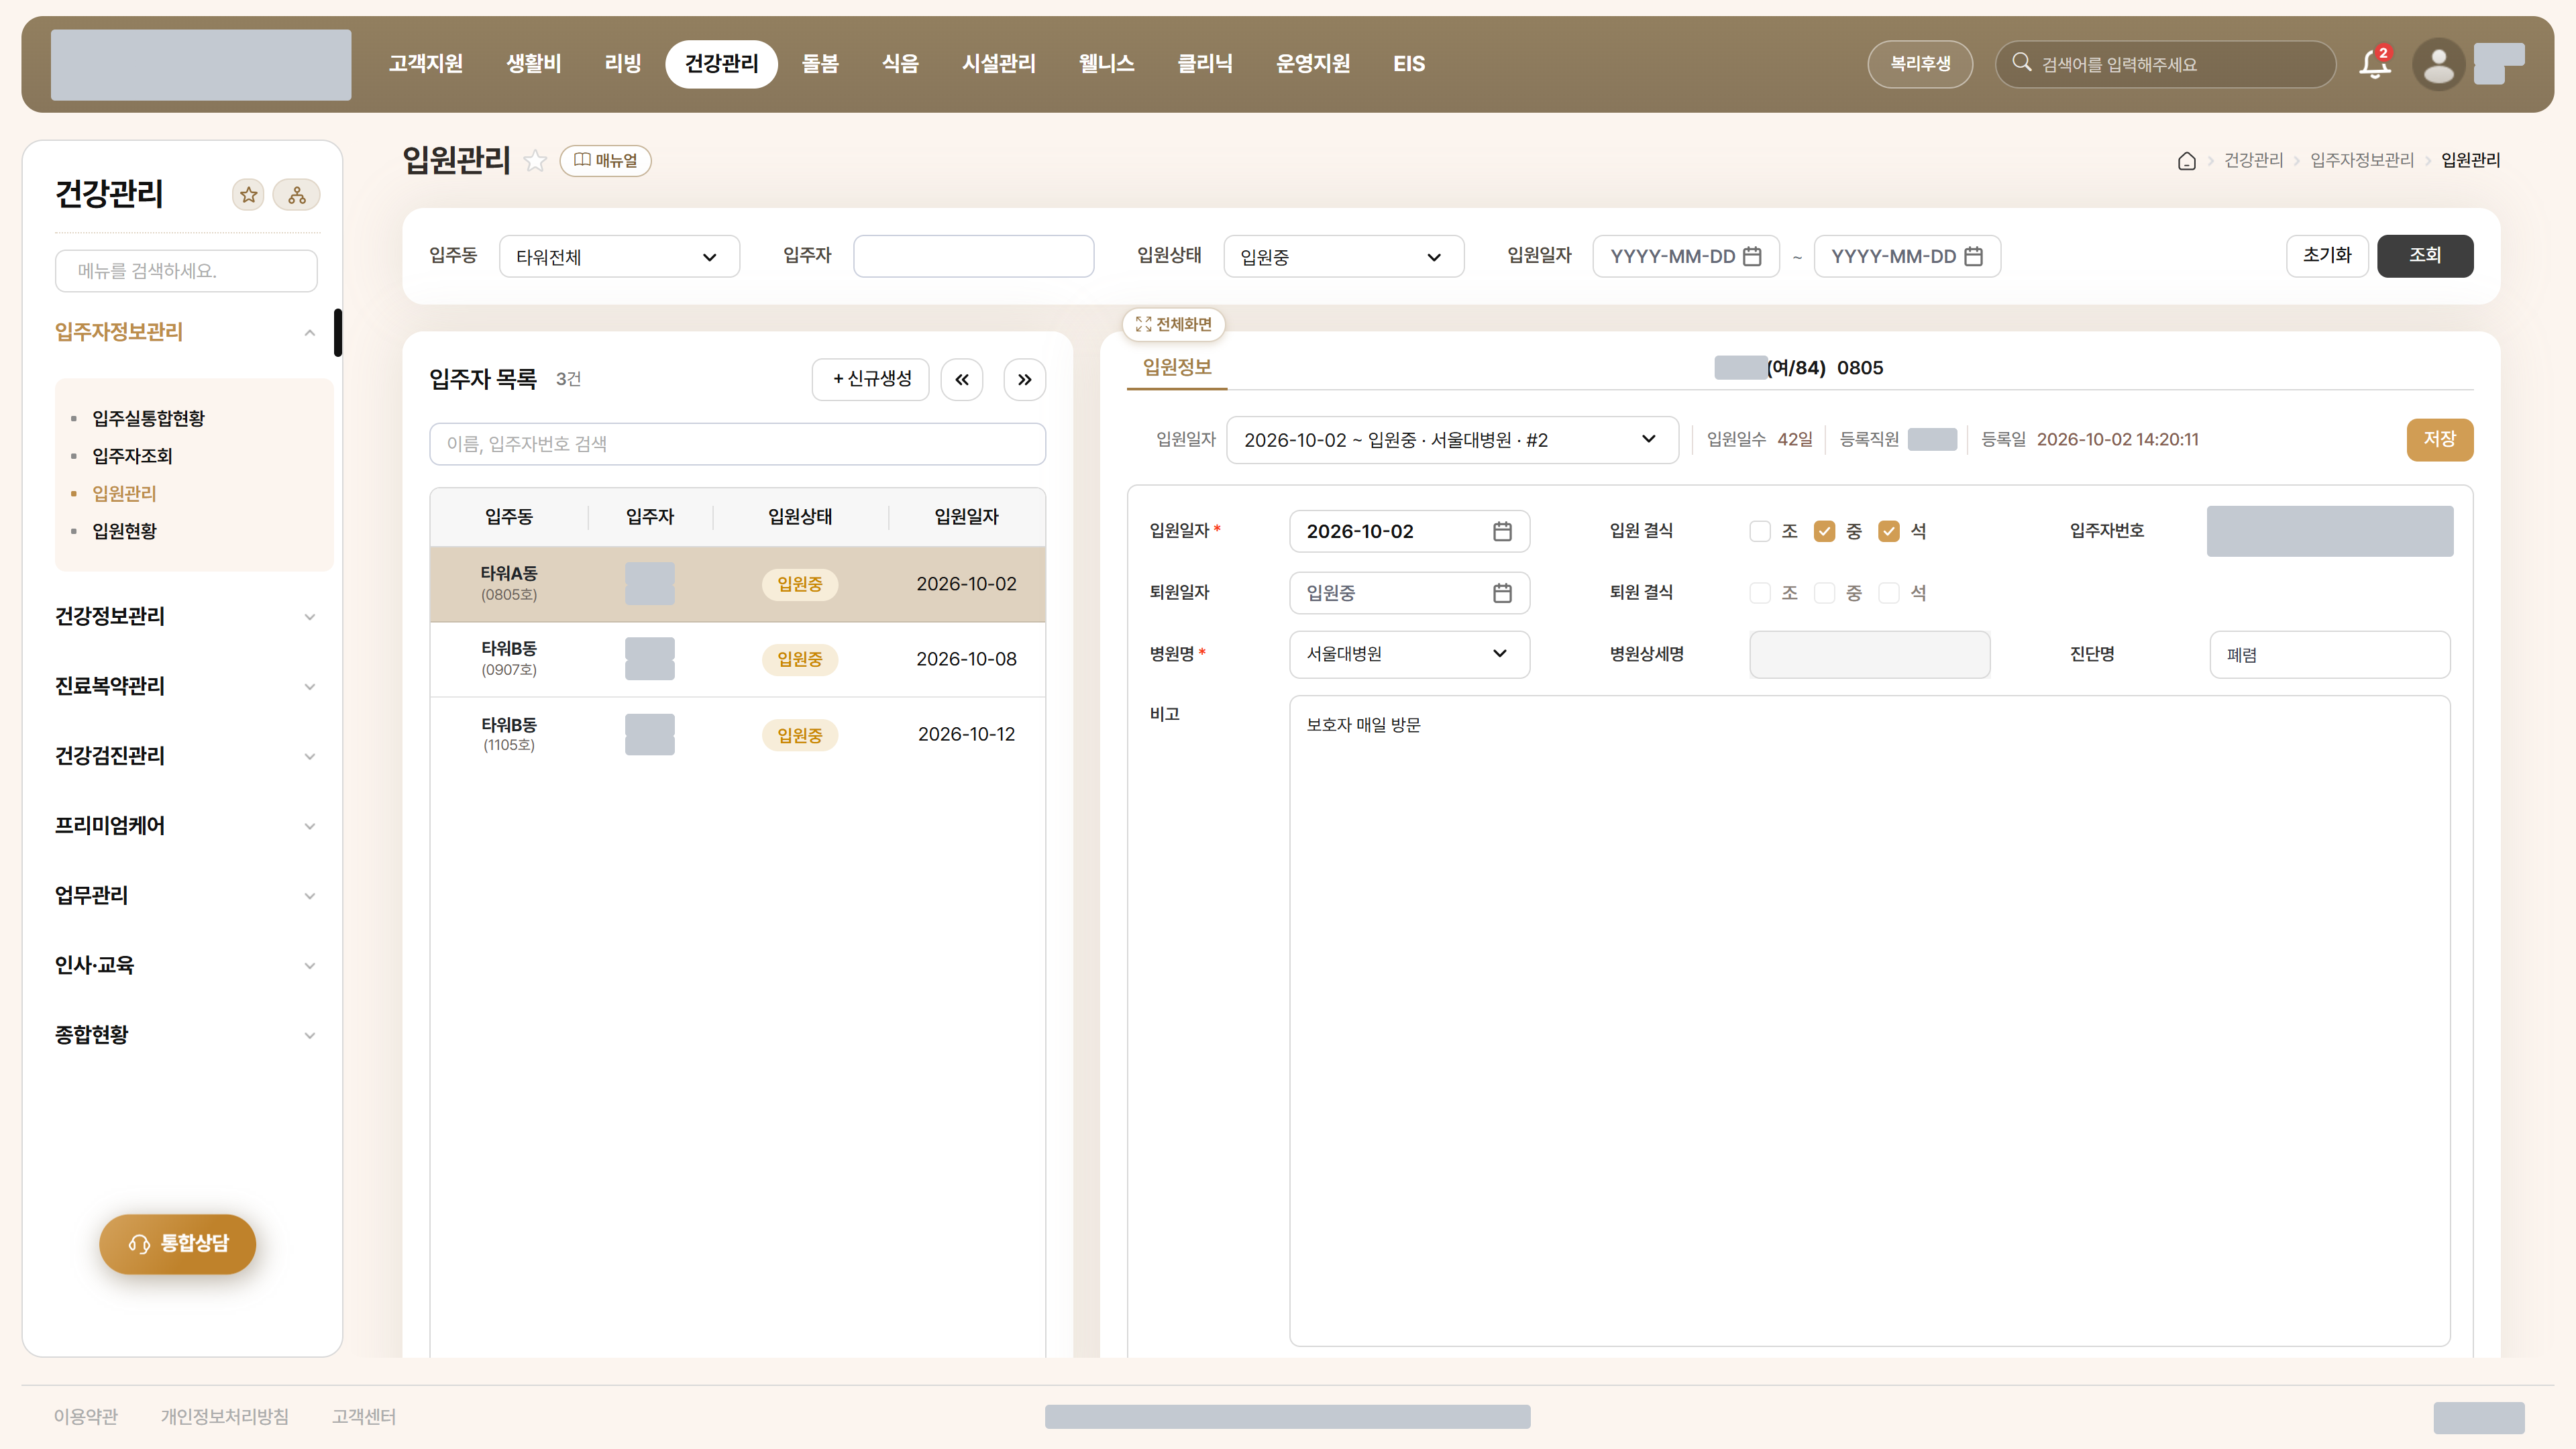 고객지원 생활비 리빙 건강관리 돌봄 식음 시설관리 웰니스 클리닉 운영지원 EIS 복리후생 검색어를 입력해주세요 2
건강관리
메뉴를 검색하세요.
입주자정보관리
입주실통합현황
입주자조회
입원관리
입원현황
건강정보관리
진료복약관리
건강검진관리
프리미엄케어
업무관리
인사·교육
종합현황
통합상담
입원관리 매뉴얼
건강관리 입주자정보관리 입원관리
입주동 타워전체 입주자 입원상태 입원중 입원일자 YYYY-MM-DD ~ YYYY-MM-DD 초기화 조회
입주자 목록 3건 + 신규생성
이름, 입주자번호 검색
입주동 입주자 입원상태 입원일자
타워A동 (0805호) 입원중 2026-10-02
타워B동 (0907호) 입원중 2026-10-08
타워B동 (1105호) 입원중 2026-10-12
전체화면
입원정보 (여/84) 0805
입원일자 2026-10-02 ~ 입원중 · 서울대병원 · #2 입원일수 42일 등록직원 등록일 2026-10-02 14:20:11 저장
입원일자 * 2026-10-02 입원 결식 조 중 석 입주자번호
퇴원일자 입원중 퇴원 결식 조 중 석
병원명 * 서울대병원 병원상세명 진단명 폐렴
비고 보호자 매일 방문
이용약관 개인정보처리방침 고객센터